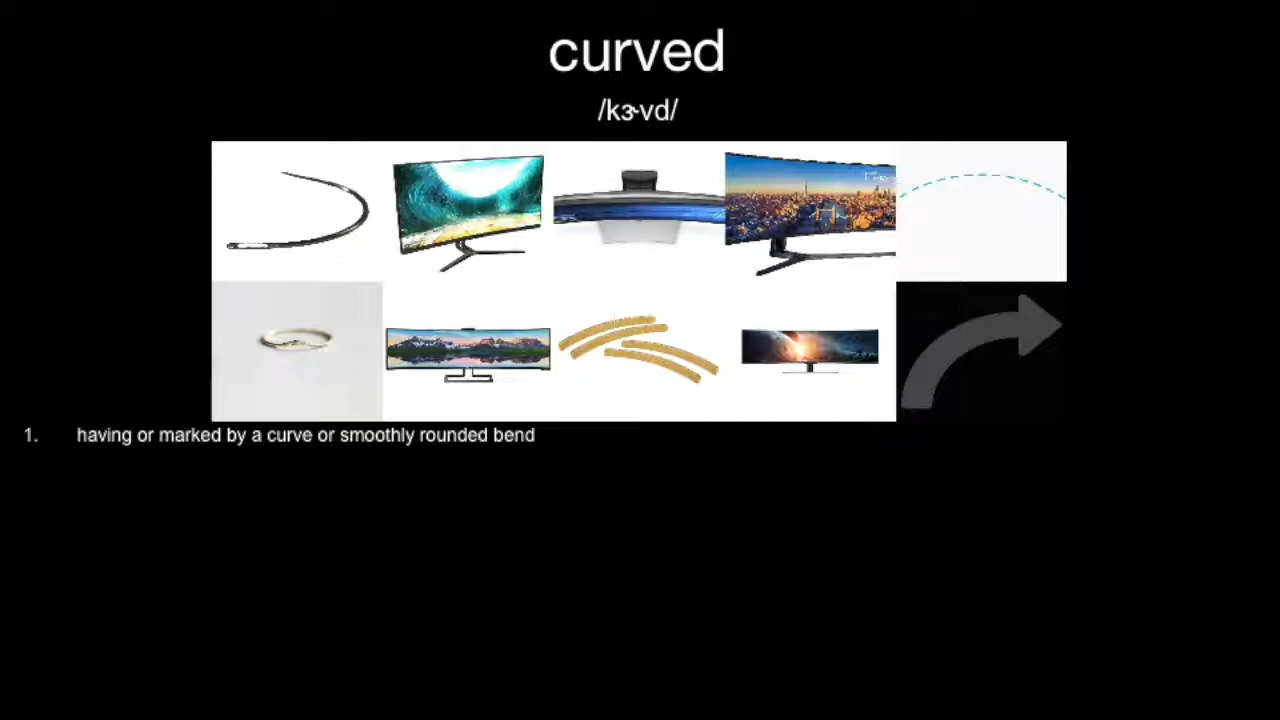 curved
/kɝvd/
1. having or marked by a curve or smoothly rounded bend